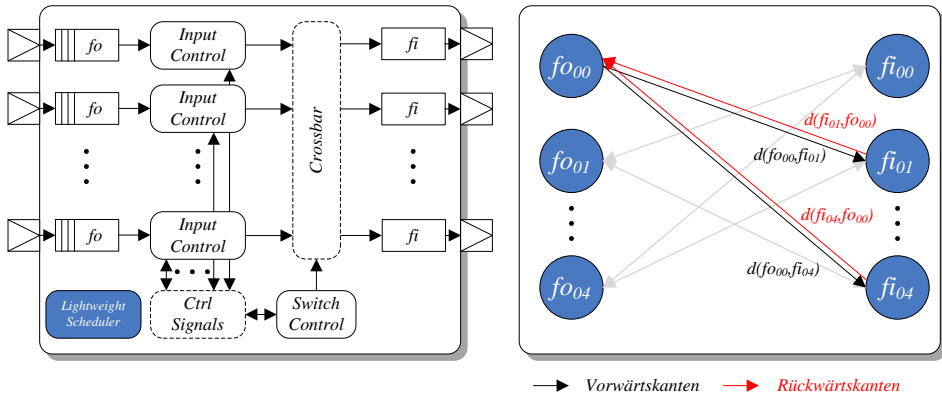 fo
Input
Control
fi
fo
Input
Control
fi
Crossbar
fo
Input
Control
fi
Lightweight
Scheduler
Ctrl
Signals
Switch
Control
fo00
fi00
d(fi01,fo00)
d(fo00,fi01)
fo01
fi01
d(fi04,fo00)
d(fo00,fi04)
fo04
fi04
Vorwärtskanten
Rückwärtskanten